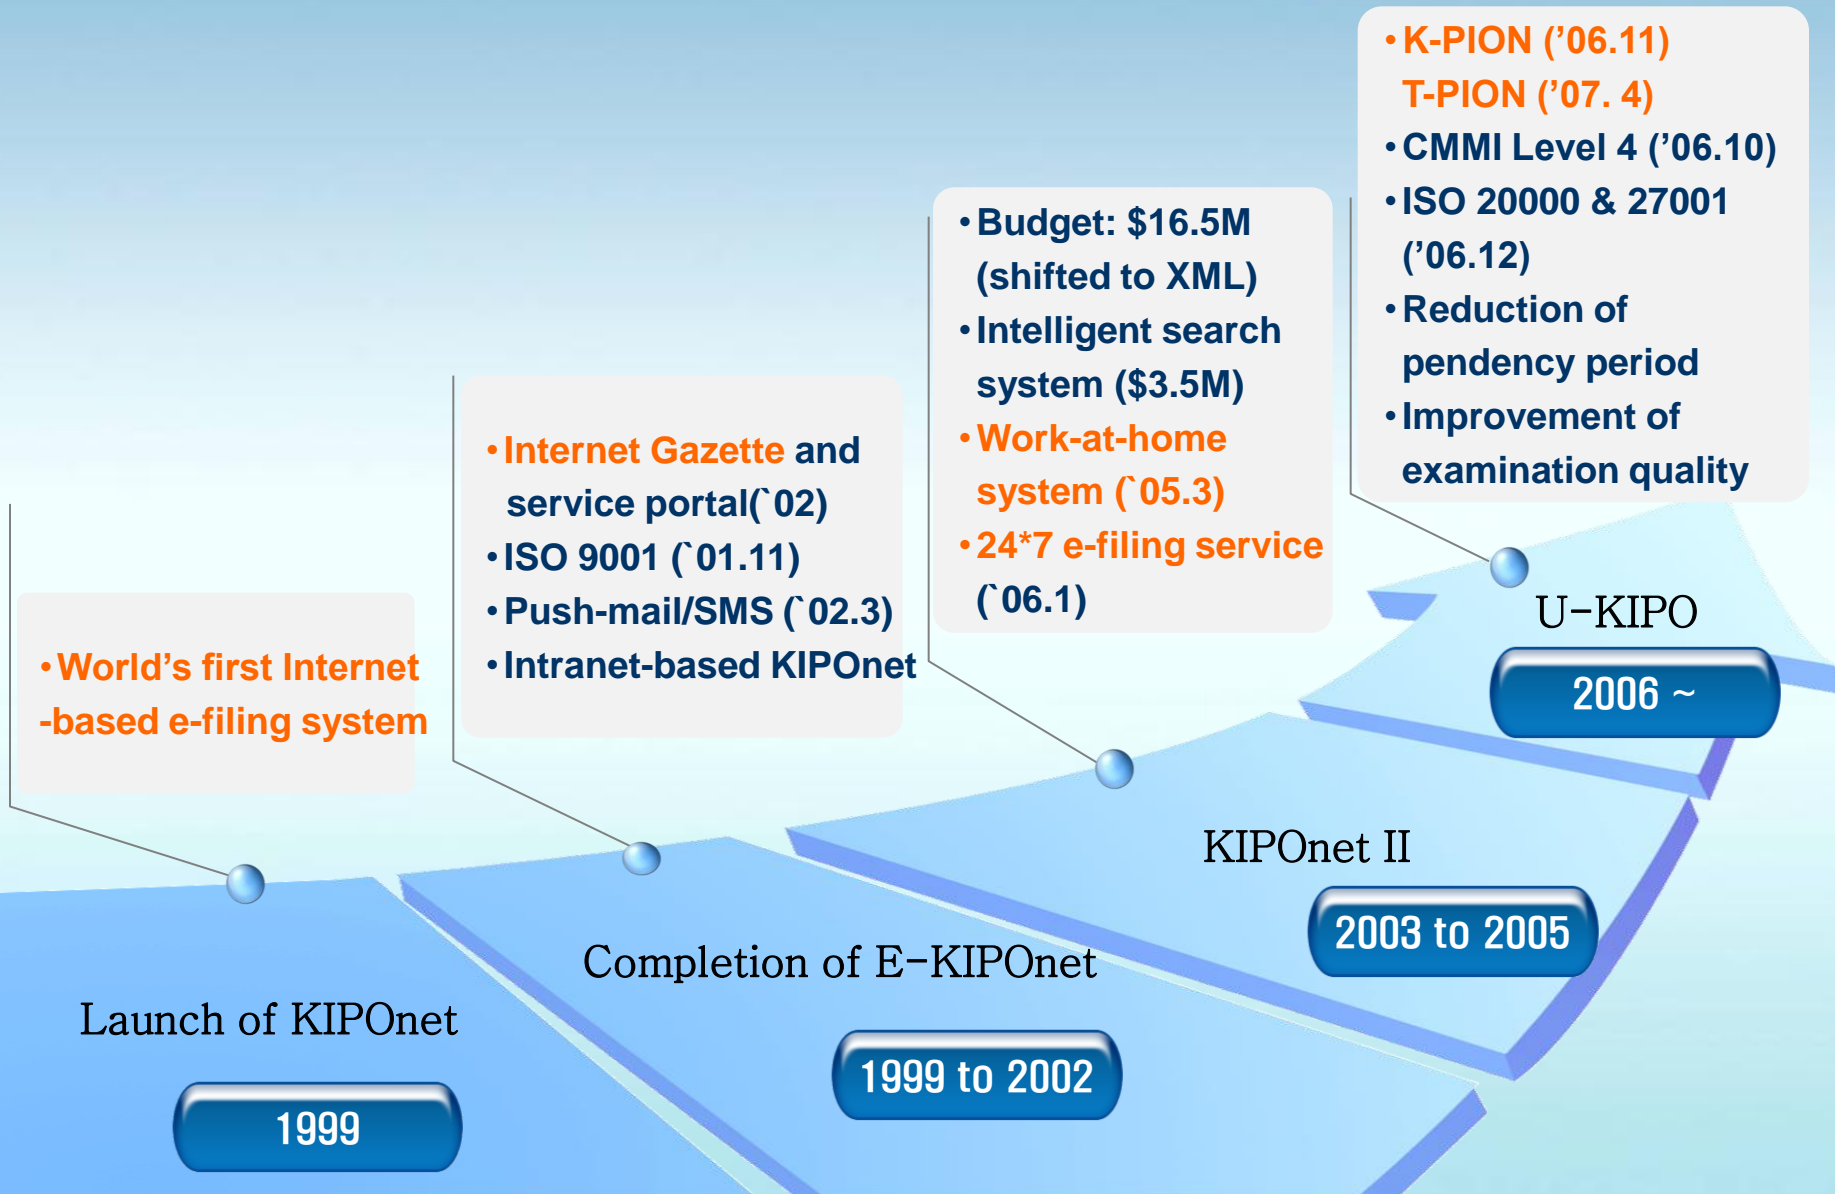 • World's first Internet
-based e-filing system
Launch of KIPOnet
1999
• Internet Gazette and
service portal(`02)
• ISO 9001 (`01.11)
• Push-mail/SMS (`02.3)
• Intranet-based KIPOnet
Completion of E-KIPOnet
1999 to 2002
• Budget: $16.5M
(shifted to XML)
• Intelligent search
system ($3.5M)
• Work-at-home
system (`05.3)
• 24*7 e-filing service
(`06.1)
KIPOnet II
2003 to 2005
• K-PION (’06.11)
T-PION (’07. 4)
• CMMI Level 4 (’06.10)
• ISO 20000 & 27001
(’06.12)
• Reduction of
pendency period
• Improvement of
examination quality
U-KIPO
2006 ~